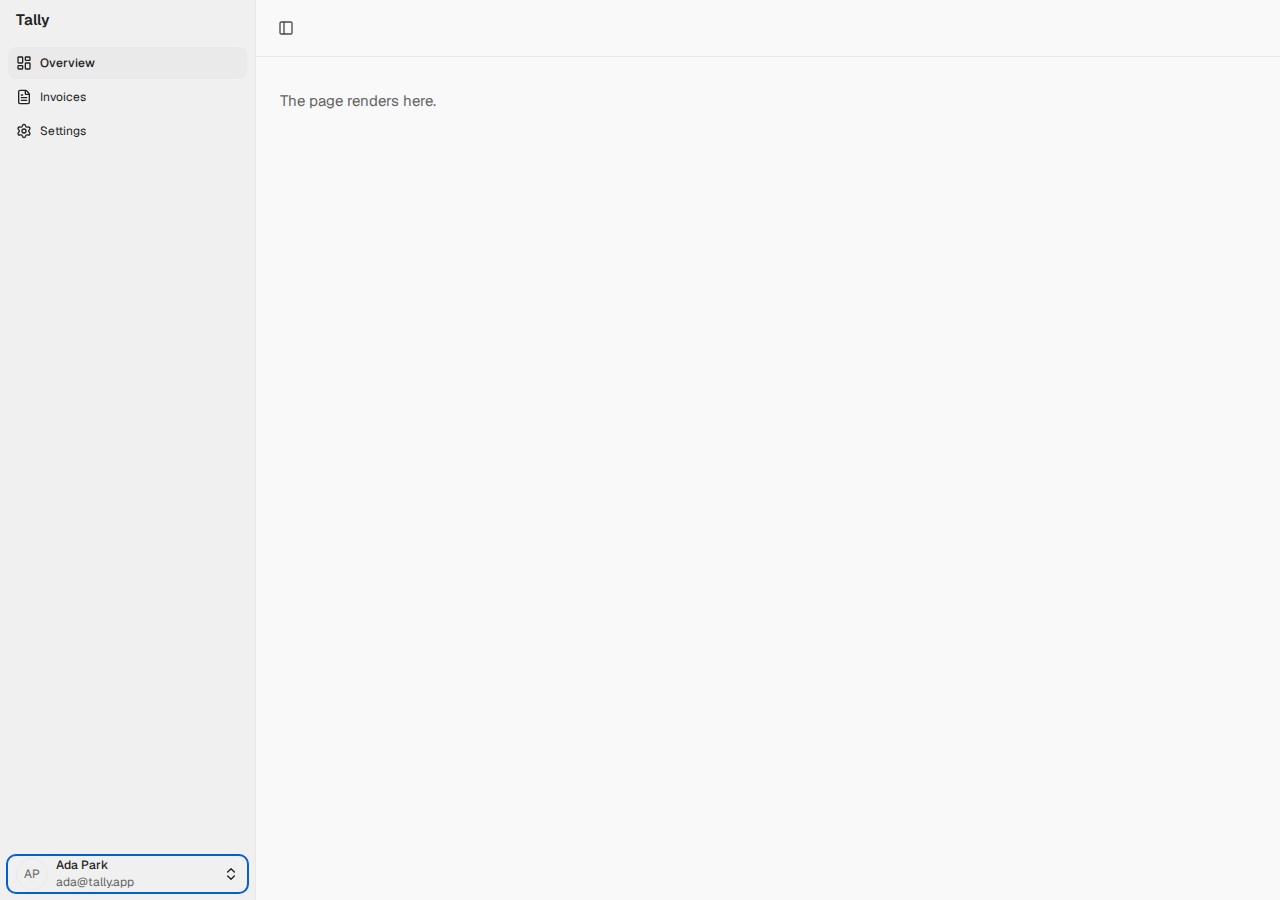 Tally
Overview
Invoices
Settings
The page renders here.
AP
Ada Park
ada@tally.app